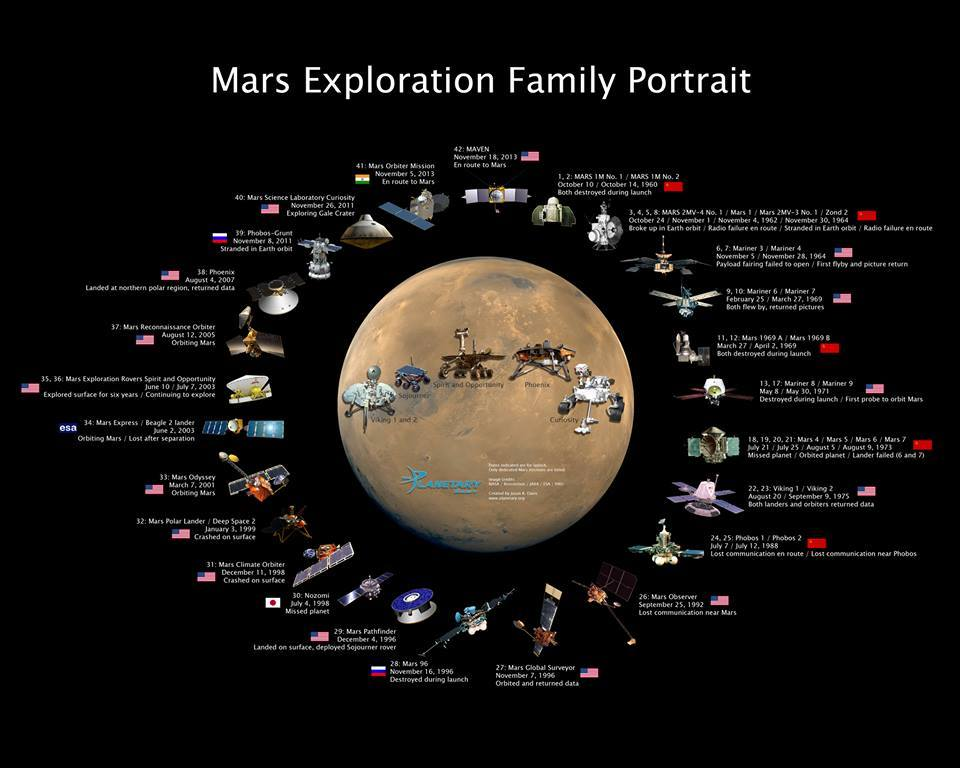 Mars Exploration Family Portrait
42: MAVEN
November 18, 2013
En route to Mars
1, 2: MARS 1M No. 1 / MARS 1M No. 2
October 10 / October 14, 1960
Both destroyed during launch
3, 4, 5, 8: MARS 2MV-4 No. 1 / Mars 1 / Mars 2MV-3 No. 1 / Zond 2
October 24 / November 1 / November 4, 1962 / November 30, 1964
Broke up in Earth orbit / Radio failure en route / Stranded in Earth orbit / Radio failure en route
6, 7: Mariner 3 / Mariner 4
November 5 / November 28, 1964
Payload fairing failed to open / First flyby and picture return
9, 10: Mariner 6 / Mariner 7
February 25 / March 27, 1969
Both flew by, returned pictures
11, 12: Mars 1969 A / Mars 1969 B
March 27 / April 2, 1969
Both destroyed during launch
13, 17: Mariner 8 / Mariner 9
May 8 / May 30, 1971
Destroyed during launch / First probe to orbit Mars
18, 19, 20, 21: Mars 4 / Mars 5 / Mars 6 / Mars 7
July 21 / July 25 / August 5 / August 9, 1973
Missed planet / Orbited planet / Lander failed (6 and 7)
22, 23: Viking 1 / Viking 2
August 20 / September 9, 1975
Both landers and orbiters returned data
24, 25: Phobos 1 / Phobos 2
July 7 / July 12, 1988
Lost communication en route / Lost communication near Phobos
26: Mars Observer
September 25, 1992
Lost communication near Mars
27: Mars Global Surveyor
November 7, 1996
Orbited and returned data
28: Mars 96
November 16, 1996
Destroyed during launch
29: Mars Pathfinder
December 4, 1996
Landed on surface, deployed Sojourner rover
30: Nozomi
July 4, 1998
Missed planet
31: Mars Climate Orbiter
December 11, 1998
Crashed on surface
32: Mars Polar Lander / Deep Space 2
January 3, 1999
Crashed on surface
33: Mars Odyssey
March 7, 2001
Orbiting Mars
esa
34: Mars Express / Beagle 2 lander
June 2, 2003
Orbiting Mars / Lost after separation
35, 36: Mars Exploration Rovers Spirit and Opportunity
June 10 / July 7, 2003
Explored surface for six years / Continuing to explore
37: Mars Reconnaissance Orbiter
August 12, 2005
Orbiting Mars
38: Phoenix
August 4, 2007
Landed at northern polar region, returned data
39: Phobos-Grunt
November 8, 2011
Stranded in Earth orbit
40: Mars Science Laboratory Curiosity
November 26, 2011
Exploring Gale Crater
41: Mars Orbiter Mission
November 5, 2013
En route to Mars
Viking 1 and 2
Sojourner
Spirit and Opportunity
Phoenix
Curiosity
PLANETARY
Dates indicated are for launch.
Only dedicated Mars missions are listed.
Image Credits:
Created by Jason R. Davis
www.planetary.org